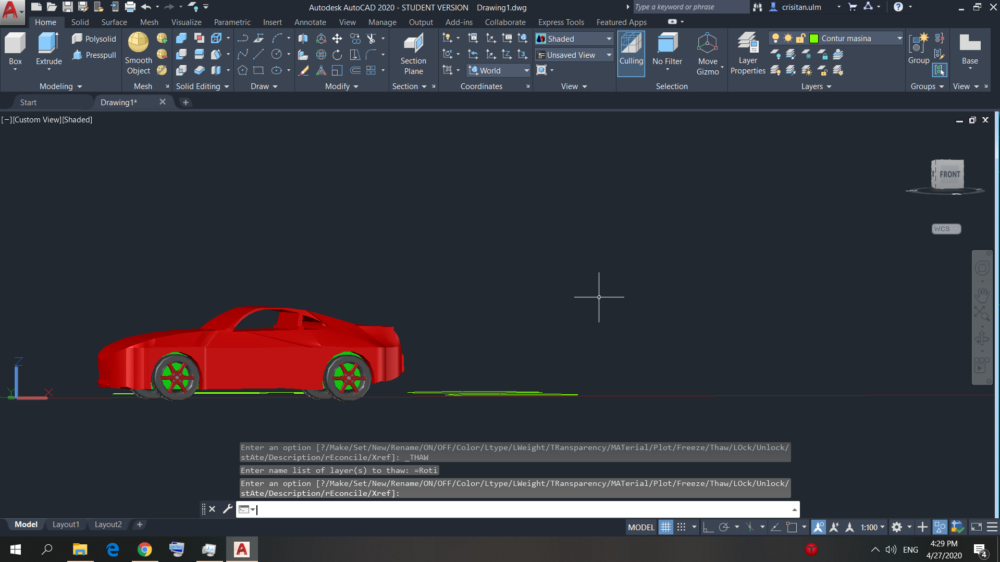 Autodesk AutoCAD 2020 - STUDENT VERSION Drawing1.dwg
Type a keyword or phrase
crisitan.ulm
Home Solid Surface Mesh Visualize Parametric Insert Annotate View Manage Output Add-ins Collaborate Express Tools Featured Apps
Box
Extrude
Polysolid
Presspull
Smooth
Object
Section
Plane
World
Shaded
Unsaved View
Culling
No Filter
Move
Gizmo
Layer
Properties
Contur masina
Group
Base
Modeling
Mesh
Solid Editing
Draw
Modify
Section
Coordinates
View
Selection
Layers
Groups
View
Start
Drawing1*
[−][Custom View][Shaded]
FRONT
WCS
Z
Y
X
Enter an option [?/Make/Set/New/Rename/ON/OFF/Color/Ltype/LWeight/TRansparency/MATerial/Plot/Freeze/Thaw/LOck/Unlock/
stAte/Description/rEconcile/Xref]: _THAW
Enter name list of layer(s) to thaw: =Roti
Enter an option [?/Make/Set/New/Rename/ON/OFF/Color/Ltype/LWeight/TRansparency/MATerial/Plot/Freeze/Thaw/LOck/Unlock/
stAte/Description/rEconcile/Xref]:
Model Layout1 Layout2
MODEL
1:100
ENG
4:29 PM
4/27/2020
4